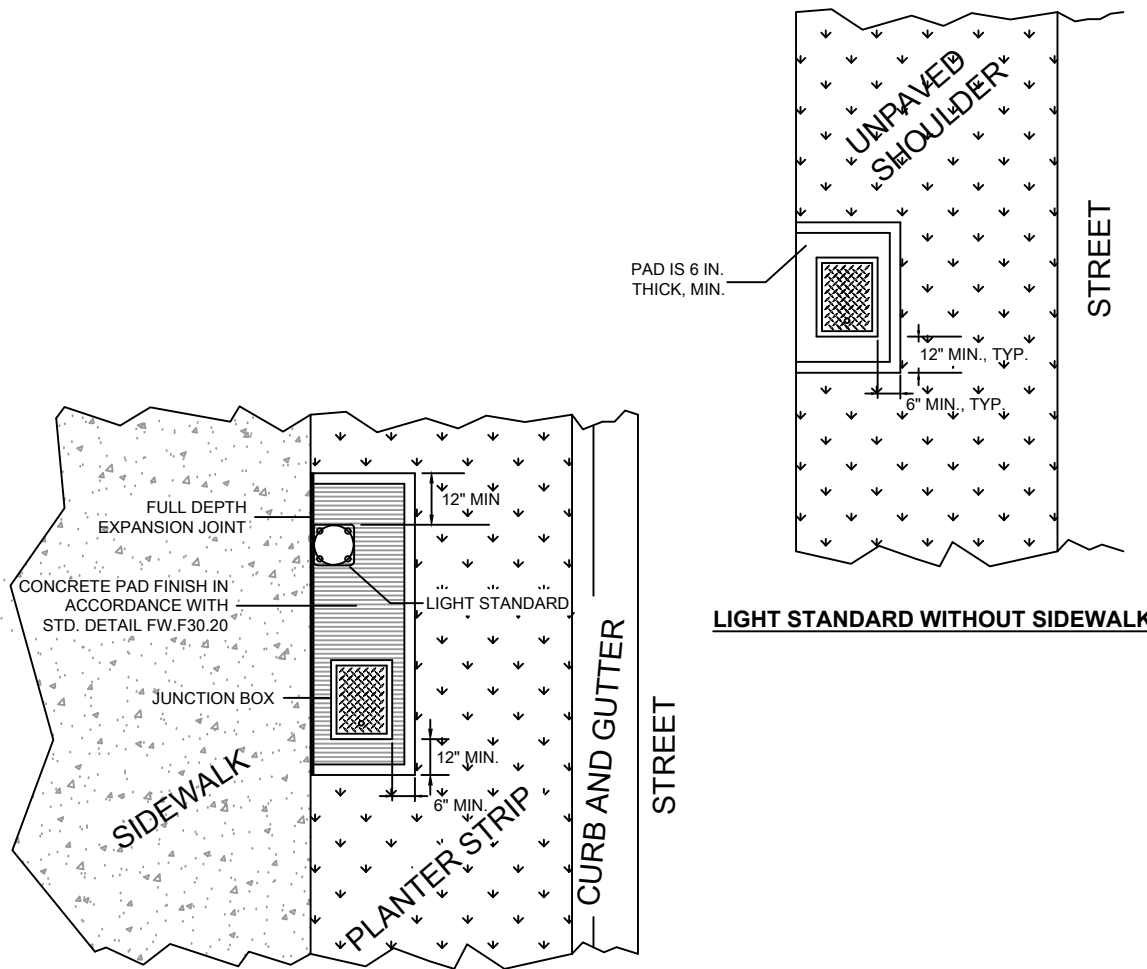 UNPAVED
SHOULDER
STREET
PAD IS 6 IN.
THICK, MIN.
12" MIN., TYP.
6" MIN., TYP.
LIGHT STANDARD WITHOUT SIDEWALK
FULL DEPTH
EXPANSION JOINT
12" MIN
CONCRETE PAD FINISH IN
ACCORDANCE WITH
STD. DETAIL FW.F30.20
LIGHT STANDARD
JUNCTION BOX
12" MIN.
6" MIN.
SIDEWALK
PLANTER STRIP
CURB AND GUTTER
STREET